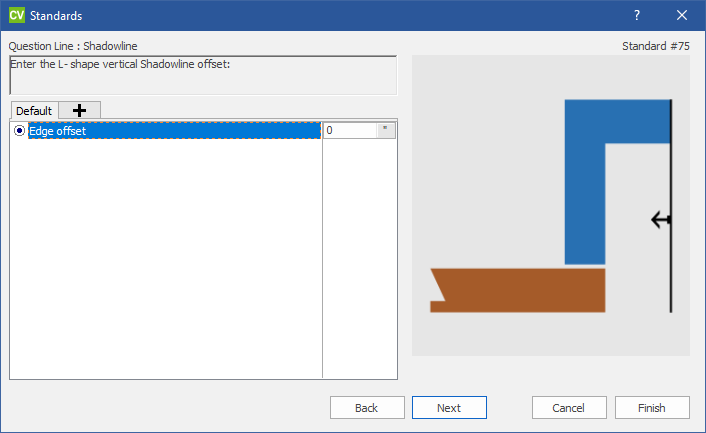 CV Standards ?
Question Line : Shadowline Standard #75
Enter the L- shape vertical Shadowline offset:
Default
Edge offset 0 "
Back Next Cancel Finish